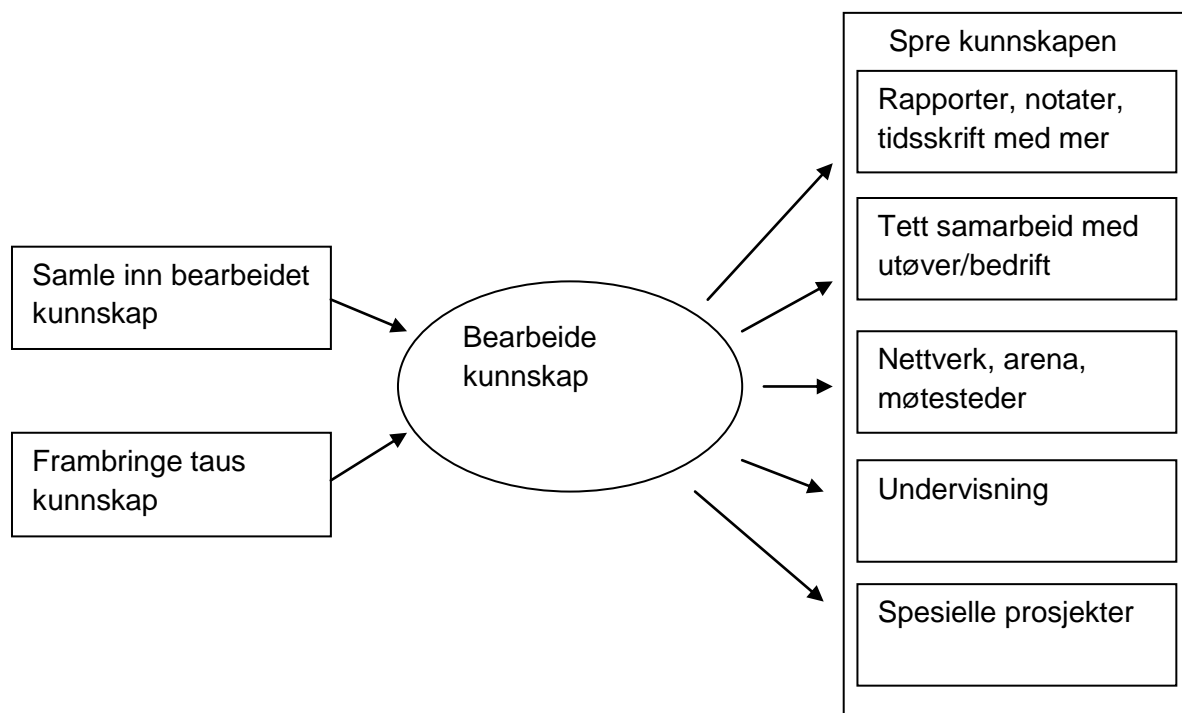 Samle inn bearbeidet
kunnskap
Frambringe taus
kunnskap
Bearbeide
kunnskap
Spre kunnskapen
Rapporter, notater,
tidsskrift med mer
Tett samarbeid med
utøver/bedrift
Nettverk, arena,
møtesteder
Undervisning
Spesielle prosjekter